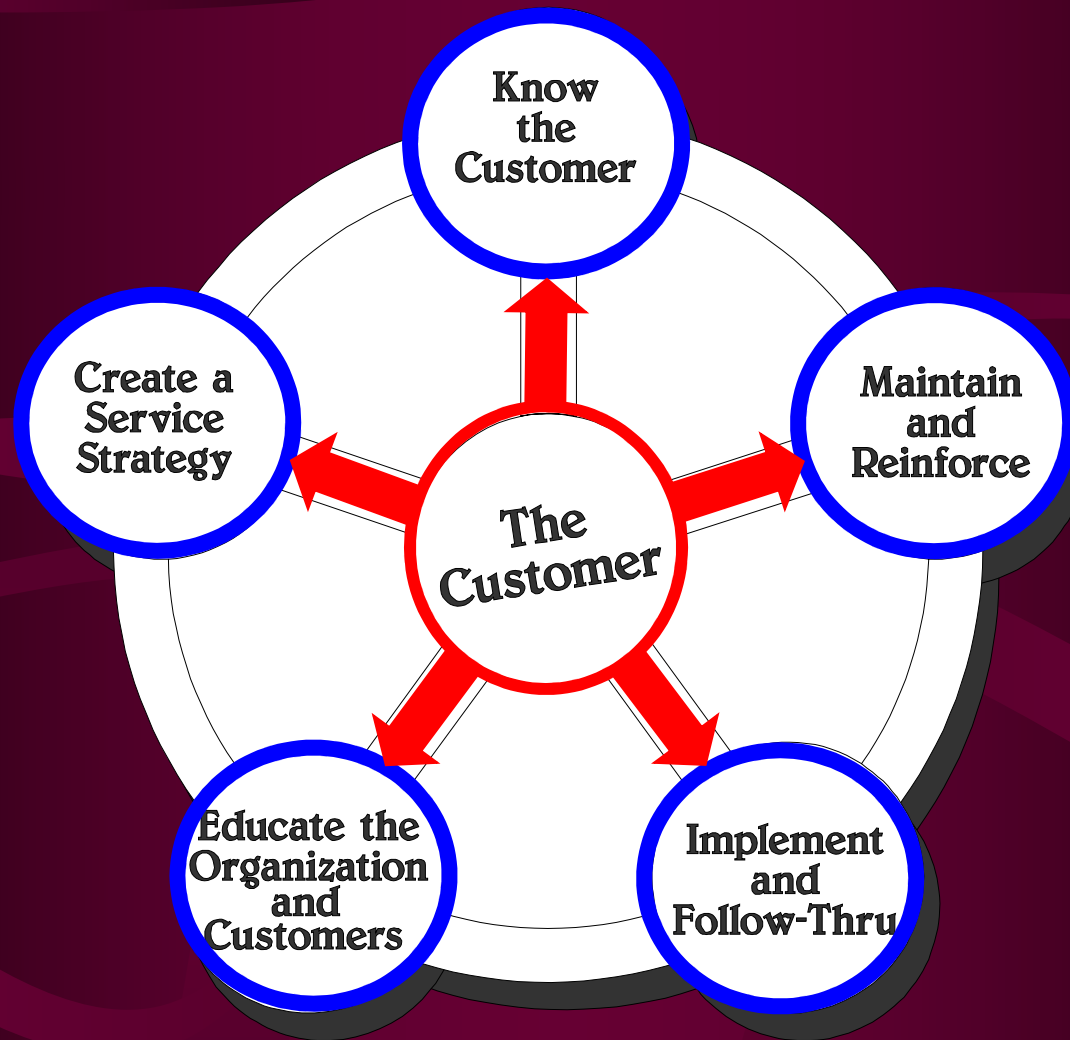 Know
the
Customer
Create a
Service
Strategy
Maintain
and
Reinforce
The
Customer
Educate the
Organization
and
Customers
Implement
and
Follow-Thru